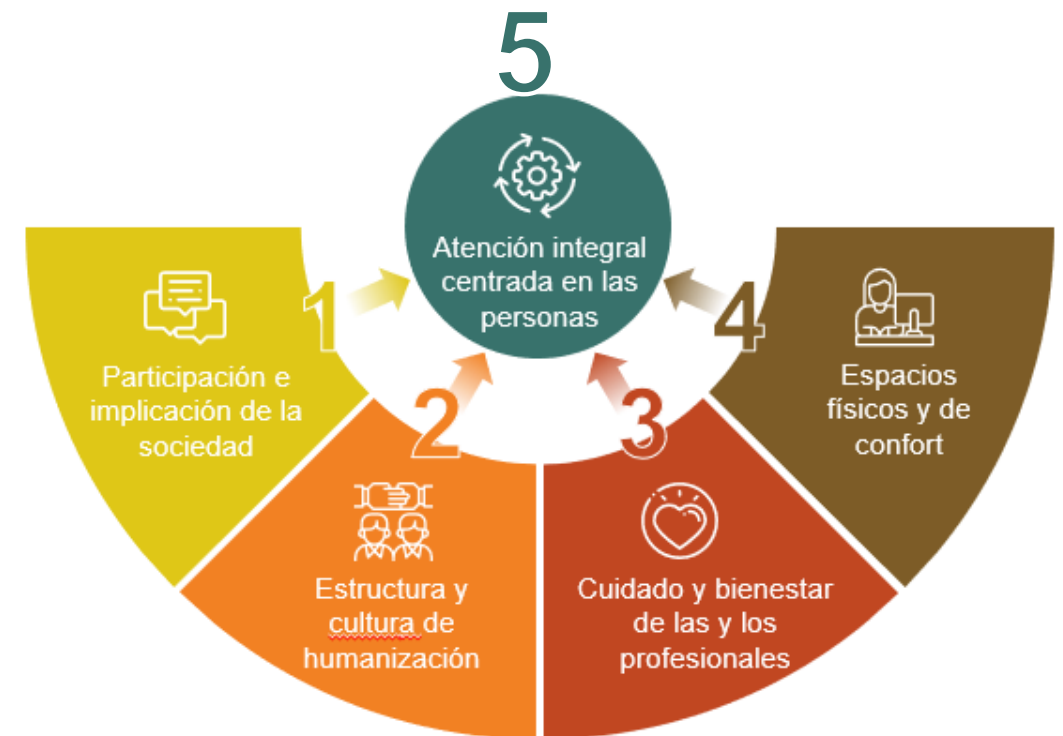 5
Atención integral
centrada en las
personas
1
Participación e
implicación de la
sociedad
2
Estructura y
cultura de
humanización
3
Cuidado y bienestar
de las y los
profesionales
4
Espacios
físicos y de
confort